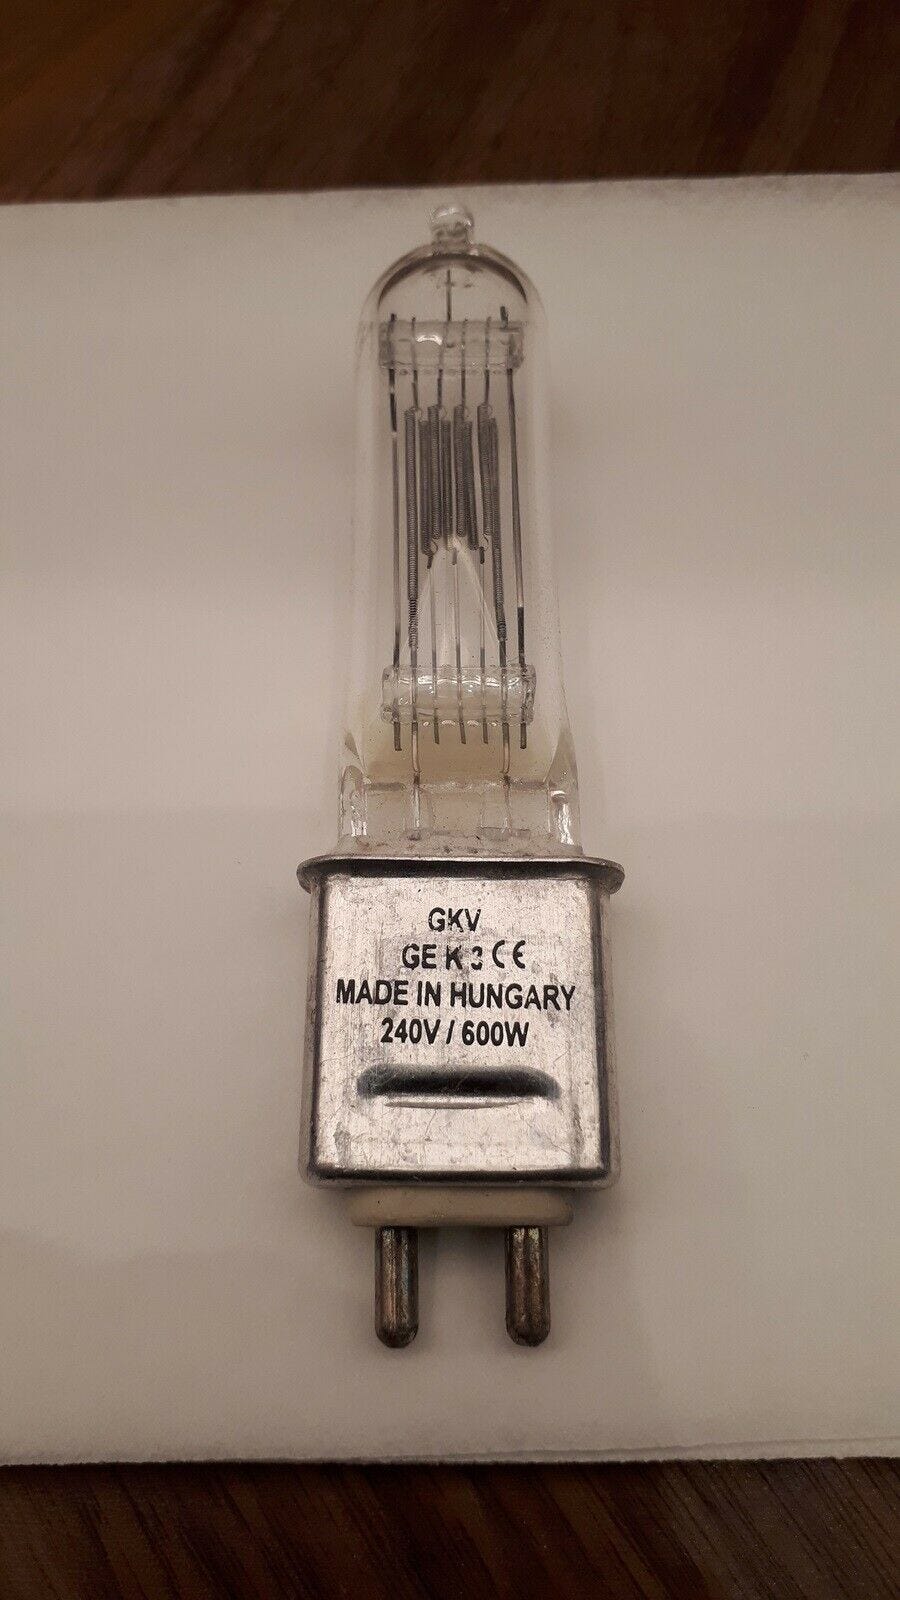 GKV
GE K 3 CE
MADE IN HUNGARY
240V / 600W